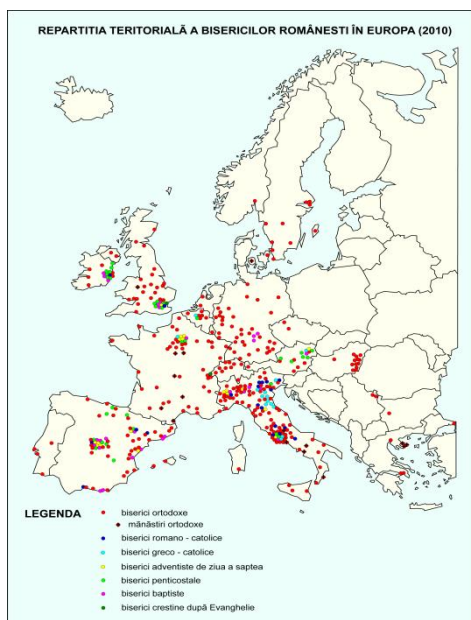 REPARTITIA TERITORIALĂ A BISERICILOR ROMÂNESTI ÎN EUROPA (2010)
LEGENDA
biserici ortodoxe
mănăstiri ortodoxe
biserici romano - catolice
biserici greco - catolice
biserici adventiste de ziua a saptea
biserici penticostale
biserici baptiste
biserici crestine după Evanghelie